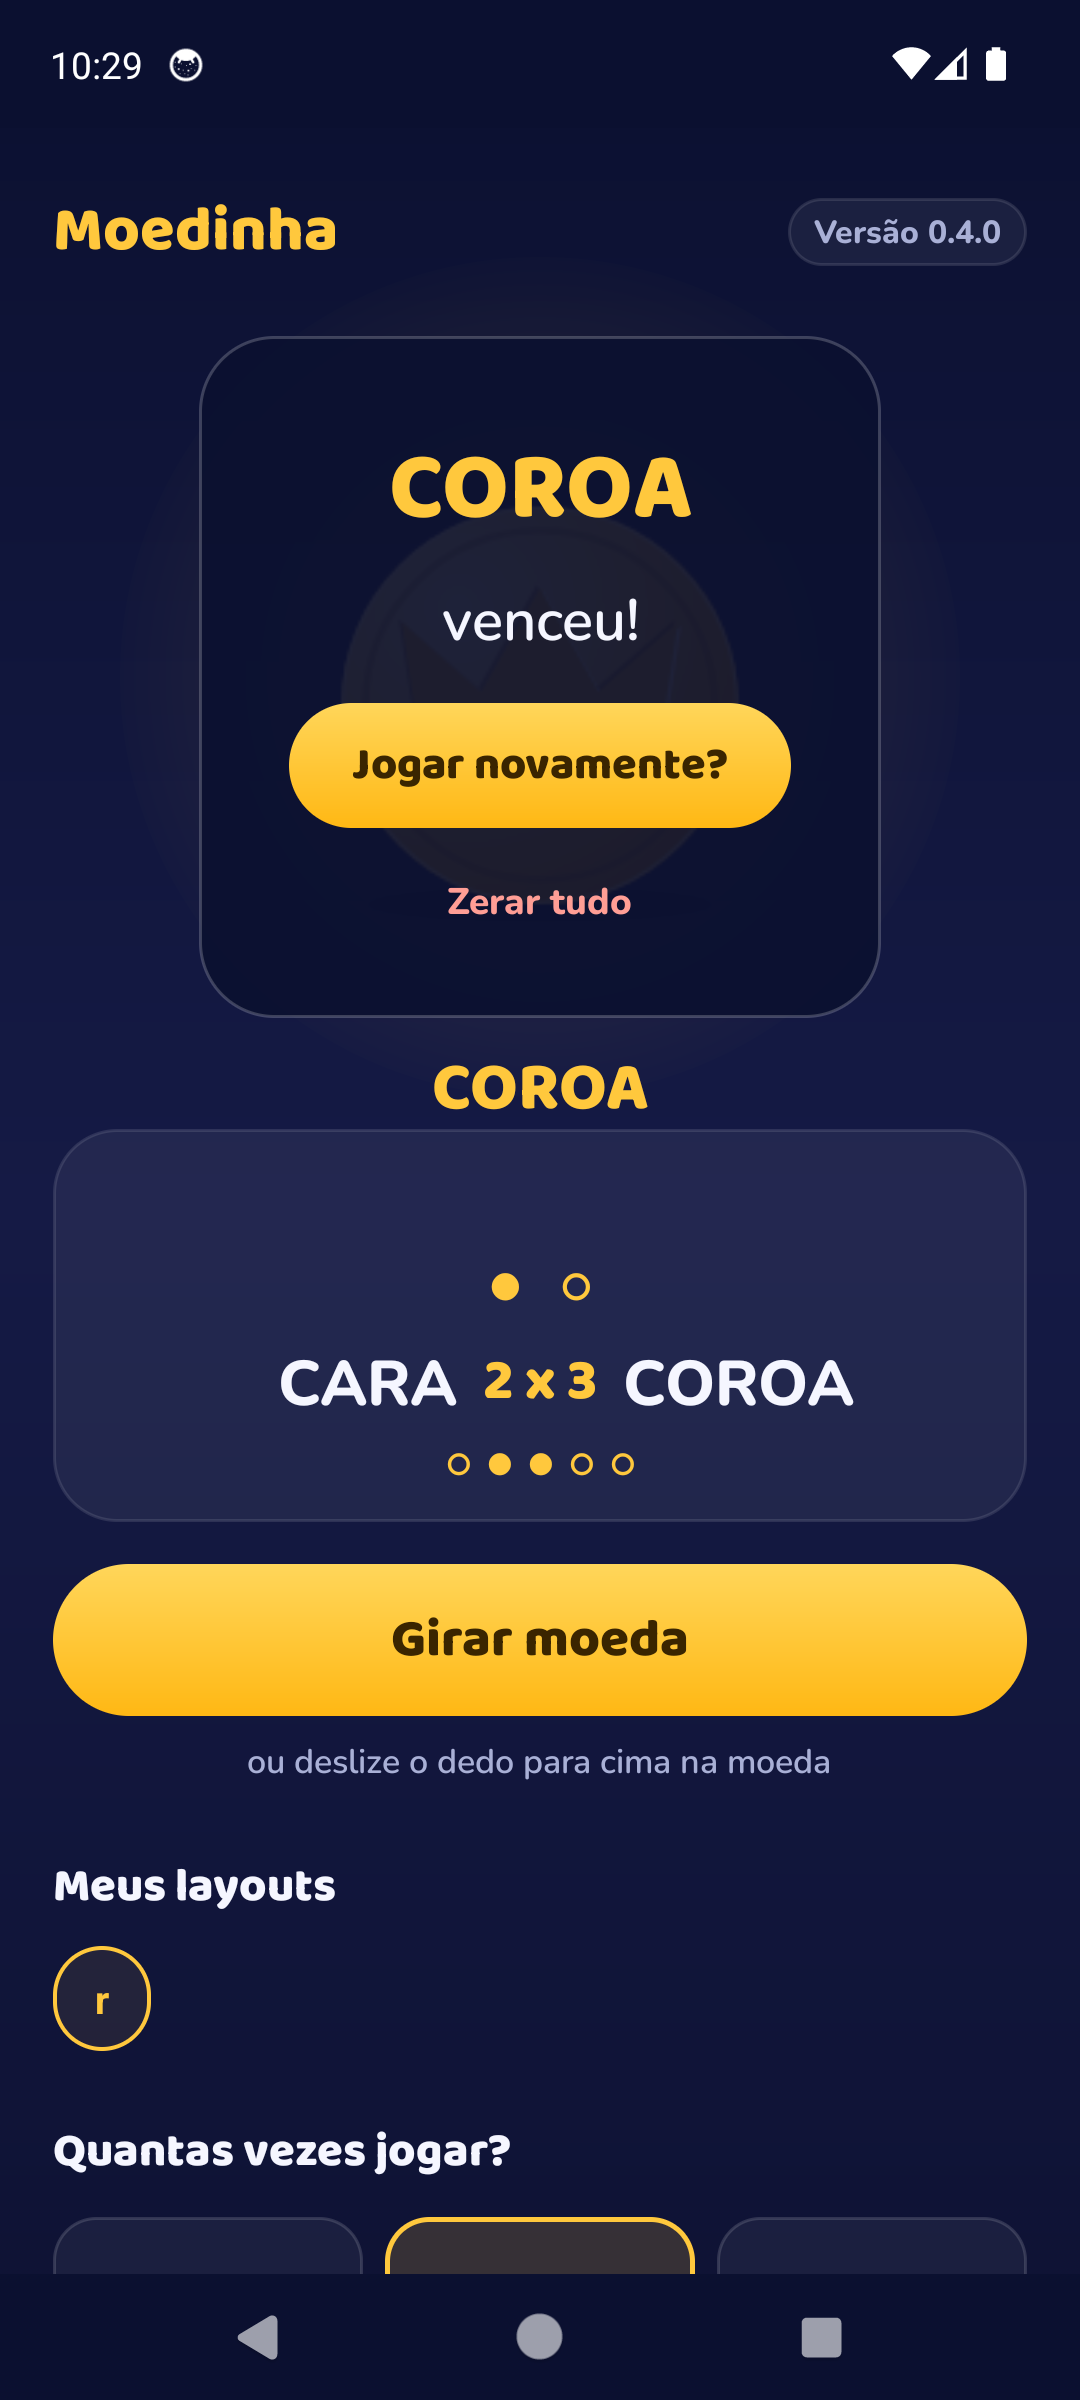 10:29
Moedinha
Versão 0.4.0
COROA
venceu!
Jogar novamente?
Zerar tudo
COROA
CARA 2 x 3 COROA
Girar moeda
ou deslize o dedo para cima na moeda
Meus layouts
r
Quantas vezes jogar?